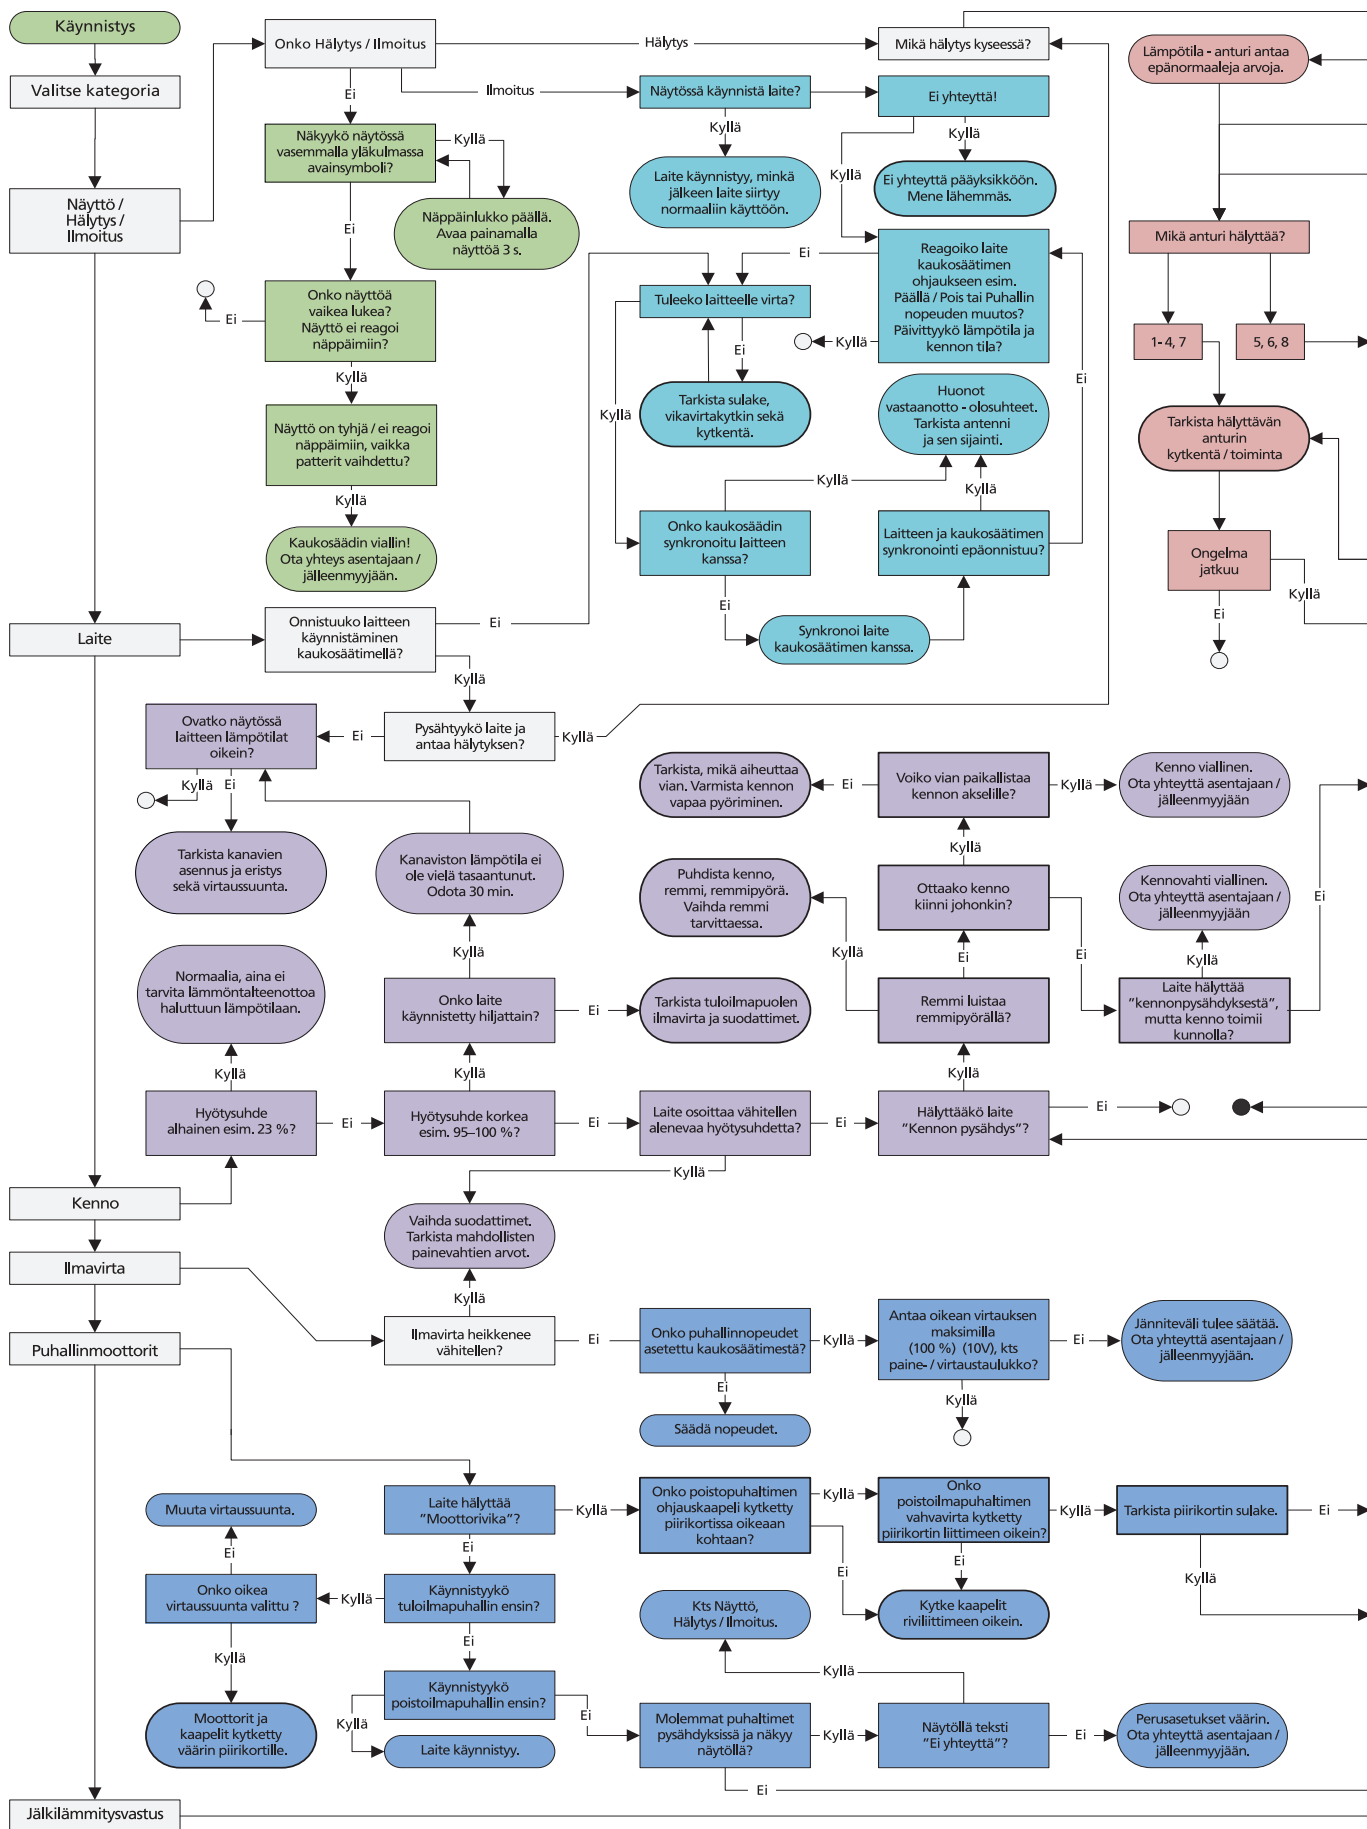 Käynnistys
Valitse kategoria
Näyttö /
Hälytys /
Ilmoitus
Onko Hälytys / Ilmoitus
Hälytys
Mikä hälytys kyseessä?
Ei
Ilmoitus
Näytössä käynnistä laite?
Ei yhteyttä!
Kyllä
Kyllä
Kyllä
Laite käynnistyy, minkä
jälkeen laite siirtyy
normaaliin käyttöön.
Ei yhteyttä pääyksikköön.
Mene lähemmäs.
Näkyykö näytössä
vasemmalla yläkulmassa
avainsymboli?
Kyllä
Näppäinlukko päällä.
Avaa painamalla
näyttöä 3 s.
Ei
Onko näyttöä
vaikea lukea?
Näyttö ei reagoi
näppäimiin?
Ei
Kyllä
Näyttö on tyhjä / ei reagoi
näppäimiin, vaikka
patterit vaihdettu?
Kyllä
Kaukosäädin viallin!
Ota yhteys asentajaan /
jälleenmyyjään.
Reagoiko laite
kaukosäätimen
ohjaukseen esim.
Päällä / Pois tai Puhallin
nopeuden muutos?
Päivittyykö lämpötila ja
kennon tila?
Ei
Kyllä
Tuleeko laitteelle virta?
Ei
Kyllä
Tarkista sulake,
vikavirtakytkin sekä
kytkentä.
Huonot
vastaanotto - olosuhteet.
Tarkista antenni
ja sen sijainti.
Ei
Kyllä
Kyllä
Onko kaukosäädin
synkronoitu laitteen
kanssa?
Laitteen ja kaukosäätimen
synkronointi epäonnistuu?
Ei
Synkronoi laite
kaukosäätimen kanssa.
Lämpötila - anturi antaa
epänormaaleja arvoja.
Mikä anturi hälyttää?
1- 4, 7
5, 6, 8
Tarkista hälyttävän
anturin
kytkentä / toiminta
Ongelma
jatkuu
Kyllä
Ei
Laite
Onnistuuko laitteen
käynnistäminen
kaukosäätimellä?
Ei
Kyllä
Pysähtyykö laite ja
antaa hälytyksen?
Kyllä
Ei
Ovatko näytössä
laitteen lämpötilat
oikein?
Kyllä
Ei
Tarkista kanavien
asennus ja eristys
sekä virtaussuunta.
Kanaviston lämpötila ei
ole vielä tasaantunut.
Odota 30 min.
Kyllä
Normaalia, aina ei
tarvita lämmöntalteenottoa
haluttuun lämpötilaan.
Onko laite
käynnistetty hiljattain?
Ei
Tarkista tuloilmapuolen
ilmavirta ja suodattimet.
Kyllä
Kyllä
Tarkista, mikä aiheuttaa
vian. Varmista kennon
vapaa pyöriminen.
Ei
Voiko vian paikallistaa
kennon akselille?
Kyllä
Kenno viallinen.
Ota yhteyttä asentajaan /
jälleenmyyjään
Kyllä
Puhdista kenno,
remmi, remmipyörä.
Vaihda remmi
tarvittaessa.
Ottaako kenno
kiinni johonkin?
Kennovahti viallinen.
Ota yhteyttä asentajaan /
jälleenmyyjään
Ei
Kyllä
Ei
Ei
Kyllä
Remmi luistaa
remmipyörällä?
Laite hälyttää
"kennonpysähdyksestä",
mutta kenno toimii
kunnolla?
Kyllä
Hyötysuhde
alhainen esim. 23 %?
Ei
Hyötysuhde korkea
esim. 95–100 %?
Ei
Laite osoittaa vähitellen
alenevaa hyötysuhdetta?
Ei
Hälyttääkö laite
"Kennon pysähdys"?
Ei
Kyllä
Kenno
Vaihda suodattimet.
Tarkista mahdollisten
painevahtien arvot.
Kyllä
Ilmavirta
Ilmavirta heikkenee
vähitellen?
Ei
Onko puhallinnopeudet
asetettu kaukosäätimestä?
Kyllä
Antaa oikean virtauksen
maksimilla
(100 %) (10V), kts
paine- / virtaustaulukko?
Ei
Jänniteväli tulee säätää.
Ota yhteyttä asentajaan /
jälleenmyyjään.
Ei
Kyllä
Säädä nopeudet.
Puhallinmoottorit
Laite hälyttää
"Moottorivika"?
Kyllä
Onko poistopuhaltimen
ohjauskaapeli kytketty
piirikortissa oikeaan
kohtaan?
Kyllä
Onko
poistoilmapuhaltimen
vahvavirta kytketty
piirikortin liittimeen oikein?
Kyllä
Tarkista piirikortin sulake.
Ei
Muuta virtaussuunta.
Ei
Ei
Ei
Ei
Kyllä
Onko oikea
virtaussuunta valittu ?
Kyllä
Käynnistyykö
tuloilmapuhallin ensin?
Kts Näyttö,
Hälytys / Ilmoitus.
Kytke kaapelit
riviliittimeen oikein.
Kyllä
Ei
Kyllä
Käynnistyykö
poistoilmapuhallin ensin?
Ei
Kyllä
Moottorit ja
kaapelit kytketty
väärin piirikortille.
Laite käynnistyy.
Molemmat puhaltimet
pysähdyksissä ja näkyy
näytöllä?
Kyllä
Näytöllä teksti
"Ei yhteyttä"?
Ei
Perusasetukset väärin.
Ota yhteyttä asentajaan /
jälleenmyyjään.
Ei
Jälkilämmitysvastus